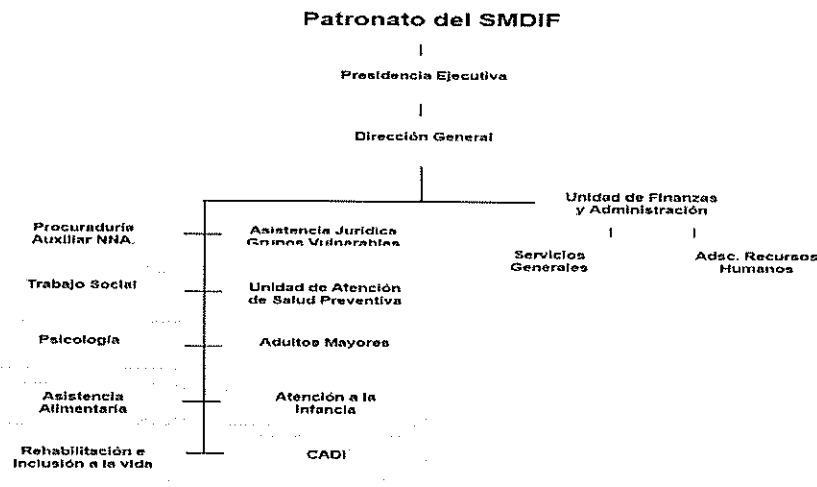 Patronato del SMDIF
Presidencia Ejecutiva
Dirección General
Unidad de Finanzas
y Administración
Procuraduría
Auxiliar NNA.
Asistencia Jurídica
Grupos Vulnerables
Servicios
Generales
Adsc. Recursos
Humanos
Trabajo Social
Unidad de Atención
de Salud Preventiva
Psicología
Adultos Mayores
Asistencia
Alimentaria
Atención a la
Infancia
Rehabilitación e
Inclusión a la vida
CADI